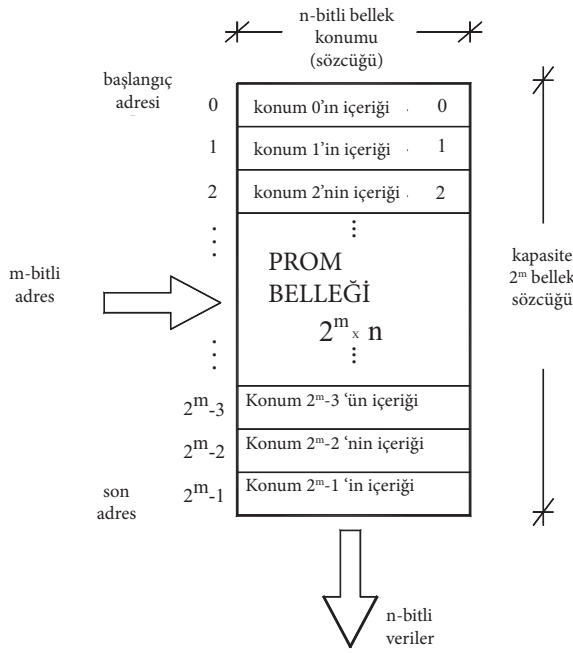 n-bitli bellek
konumu
(sözcüğü)
başlangıç
adresi
0 konum 0'ın içeriği 0
1 konum 1'in içeriği 1
2 konum 2'nin içeriği 2
m-bitli
adres
PROM
BELLEĞİ
2ᵐ x n
kapasite
2ᵐ bellek
sözcüğü
2ᵐ-3 Konum 2ᵐ-3 'ün içeriği
2ᵐ-2 Konum 2ᵐ-2 'nin içeriği
2ᵐ-1 Konum 2ᵐ-1 'in içeriği
son
adres
n-bitli
veriler